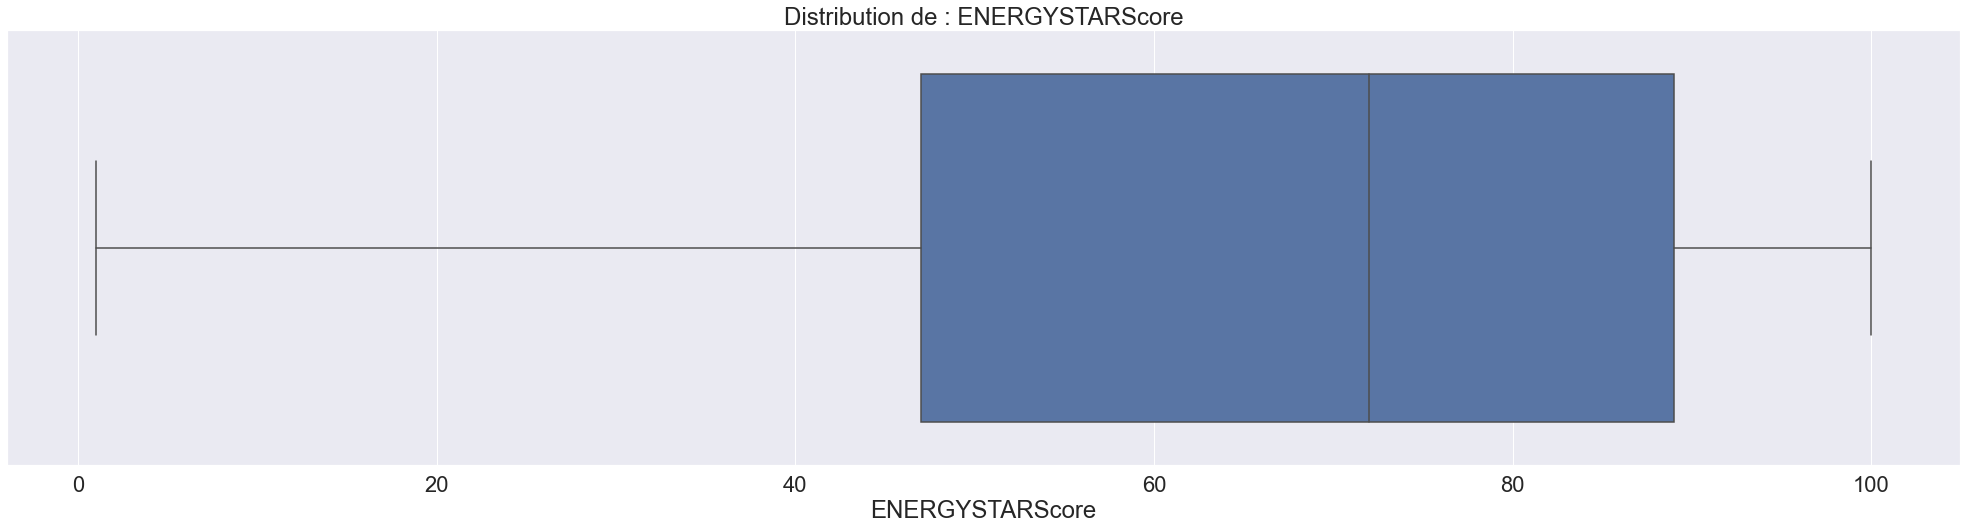 Distribution de : ENERGYSTARScore
0 20 40 60 80 100
ENERGYSTARScore